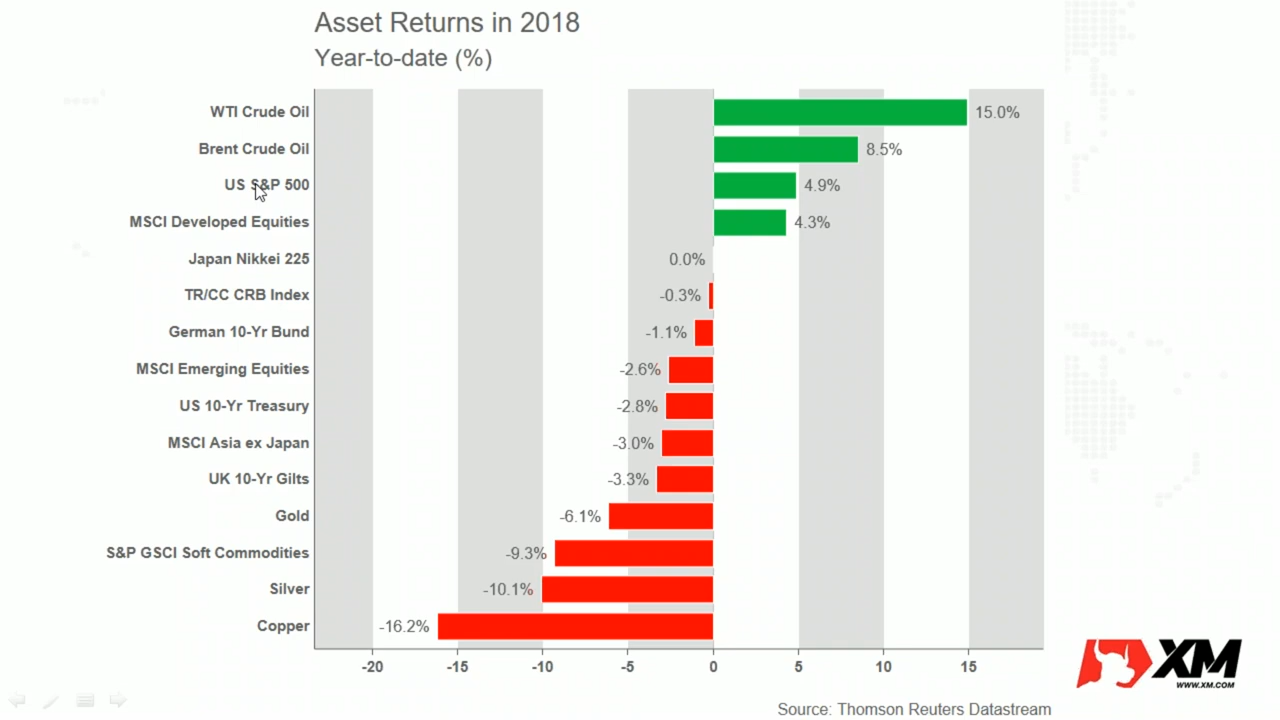 Asset Returns in 2018
Year-to-date (%)
WTI Crude Oil 15.0%
Brent Crude Oil 8.5%
US S&P 500 4.9%
MSCI Developed Equities 4.3%
Japan Nikkei 225 0.0%
TR/CC CRB Index -0.3%
German 10-Yr Bund -1.1%
MSCI Emerging Equities -2.6%
US 10-Yr Treasury -2.8%
MSCI Asia ex Japan -3.0%
UK 10-Yr Gilts -3.3%
Gold -6.1%
S&P GSCI Soft Commodities -9.3%
Silver -10.1%
Copper -16.2%
-20 -15 -10 -5 0 5 10 15
XM
WWW.XM.COM
Source: Thomson Reuters Datastream